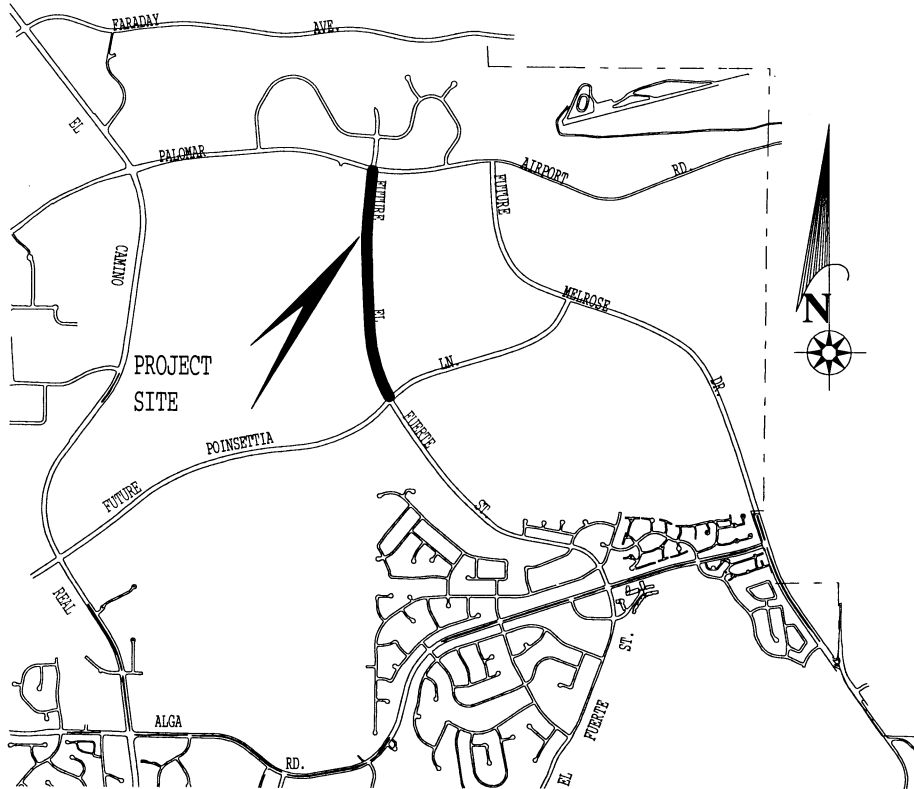 FARADAY AVE.
EL
PALOMAR
AIRPORT RD.
FUTURE
FUTURE
CAMINO
EL
MELROSE
N
PROJECT
SITE
LN.
DR.
FUERTE
POINSETTIA
FUTURE
ST.
REAL
ST.
FUERTE
ALGA
RD.
EL